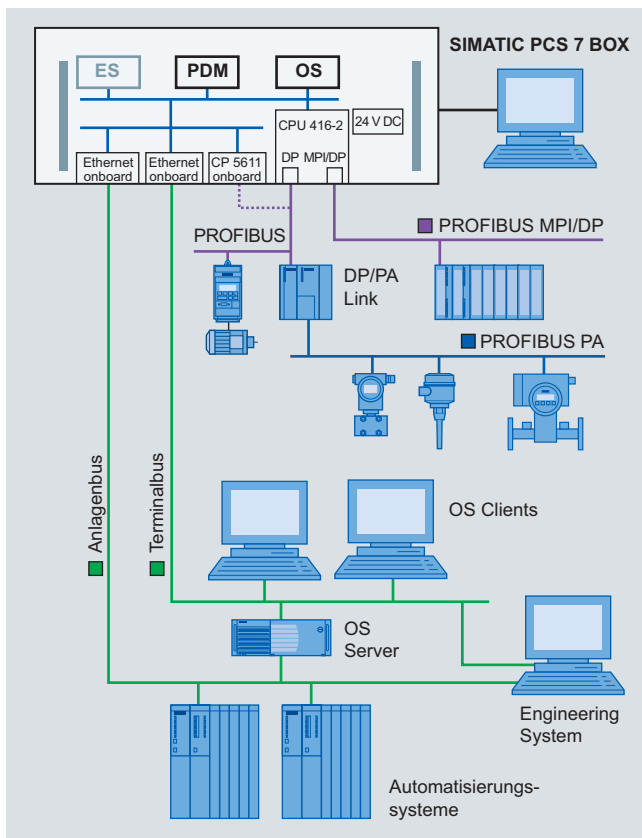 SIMATIC PCS 7 BOX
ES
PDM
OS
CPU 416-2
24 V DC
DP MPI/DP
Ethernet
onboard
Ethernet
onboard
CP 5611
onboard
PROFIBUS
PROFIBUS MPI/DP
DP/PA
Link
PROFIBUS PA
Anlagenbus
Terminalbus
OS Clients
OS
Server
Engineering
System
Automatisierungs-
systeme